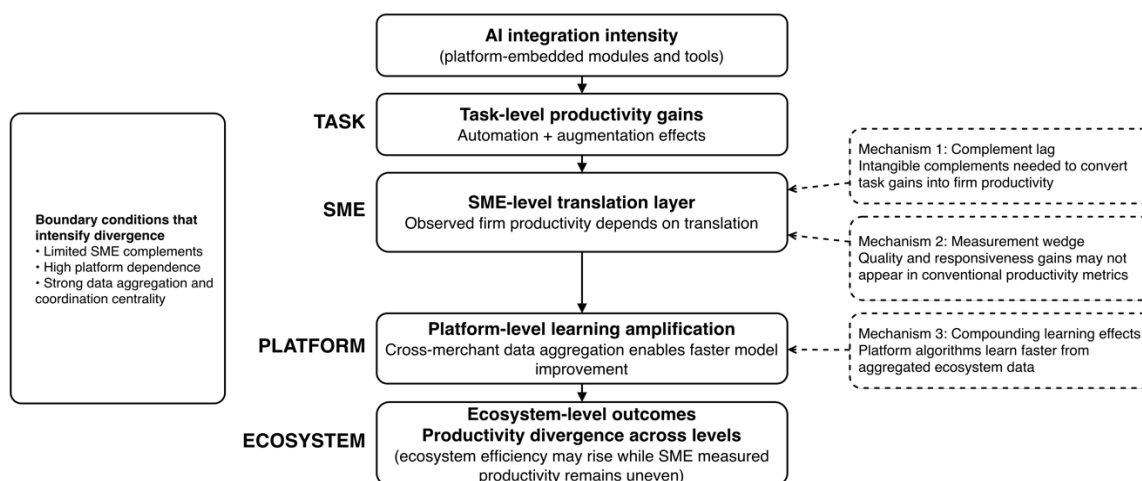 AI integration intensity
(platform-embedded modules and tools)
TASK
Task-level productivity gains
Automation + augmentation effects
SME
SME-level translation layer
Observed firm productivity depends on translation
Mechanism 1: Complement lag
Intangible complements needed to convert
task gains into firm productivity
Mechanism 2: Measurement wedge
Quality and responsiveness gains may not
appear in conventional productivity metrics
Boundary conditions that
intensify divergence
• Limited SME complements
• High platform dependence
• Strong data aggregation and
coordination centrality
PLATFORM
Platform-level learning amplification
Cross-merchant data aggregation enables faster model
improvement
Mechanism 3: Compounding learning effects
Platform algorithms learn faster from
aggregated ecosystem data
ECOSYSTEM
Ecosystem-level outcomes
Productivity divergence across levels
(ecosystem efficiency may rise while SME measured
productivity remains uneven)